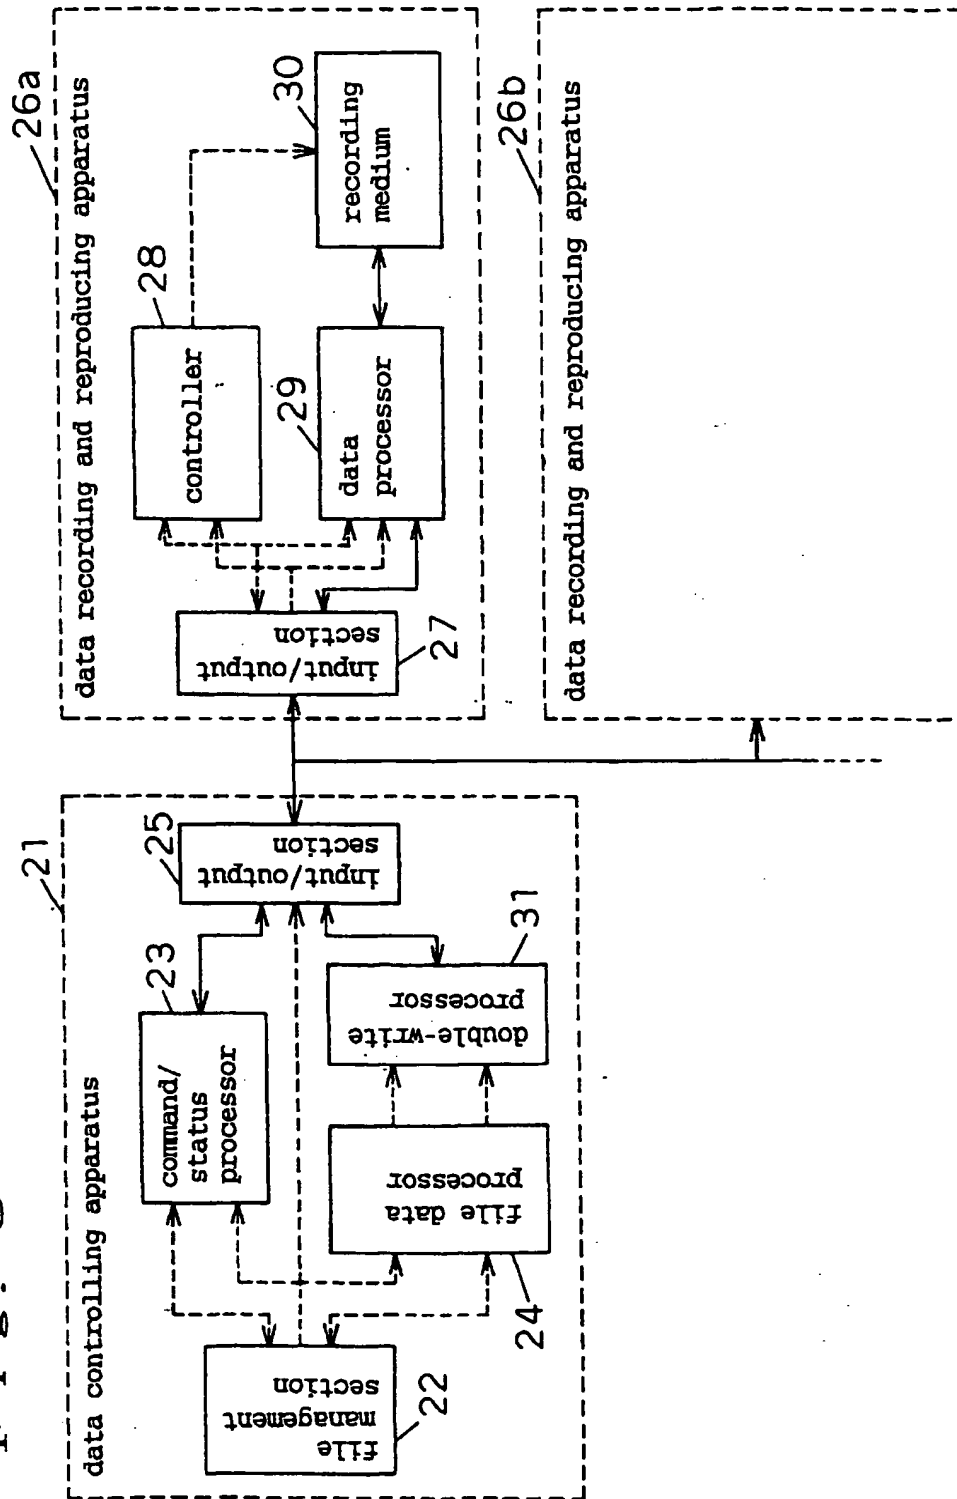 21
data controlling apparatus
file
management
section
22
command/
status
processor
23
file data
processor
24
double-write
processor
31
input/output
section
25
26a
data recording and reproducing apparatus
input/output
section
27
controller
28
data
processor
29
recording
medium
30
26b
data recording and reproducing apparatus